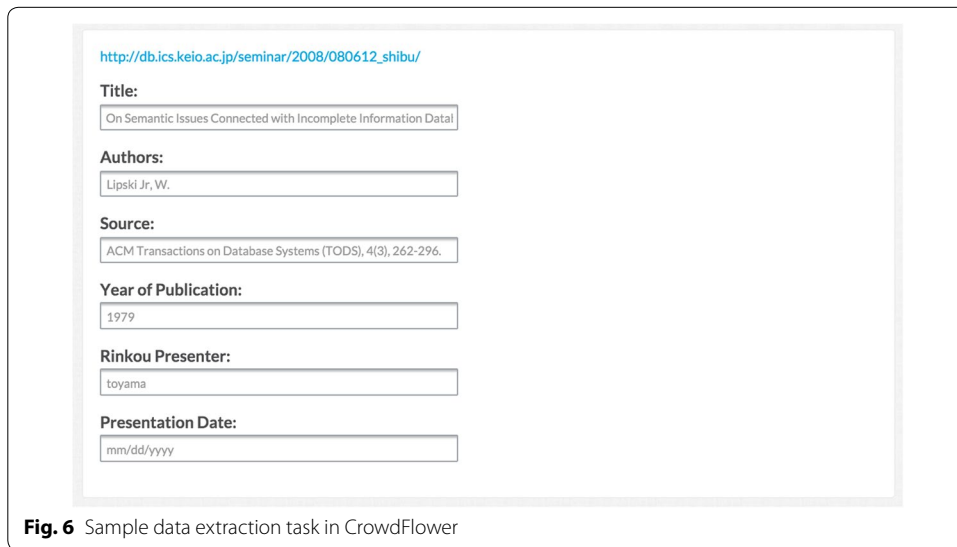 http://db.ics.keio.ac.jp/seminar/2008/080612_shibu/
Title:
On Semantic Issues Connected with Incomplete Information Datal
Authors:
Lipski Jr, W.
Source:
ACM Transactions on Database Systems (TODS), 4(3), 262-296.
Year of Publication:
1979
Rinkou Presenter:
toyama
Presentation Date:
mm/dd/yyyy
Fig. 6 Sample data extraction task in CrowdFlower